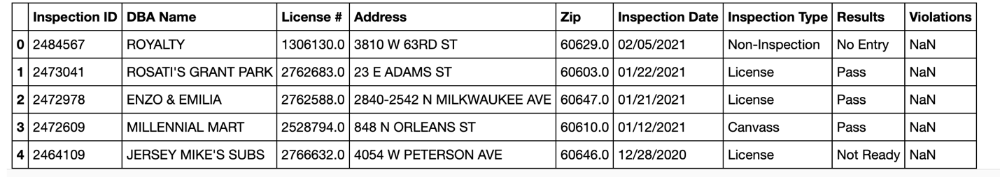 Inspection ID DBA Name License # Address Zip Inspection Date Inspection Type Results Violations
0 2484567 ROYALTY 1306130.0 3810 W 63RD ST 60629.0 02/05/2021 Non-Inspection No Entry NaN
1 2473041 ROSATI'S GRANT PARK 2762683.0 23 E ADAMS ST 60603.0 01/22/2021 License Pass NaN
2 2472978 ENZO & EMILIA 2762588.0 2840-2542 N MILKWAUKEE AVE 60647.0 01/21/2021 License Pass NaN
3 2472609 MILLENNIAL MART 2528794.0 848 N ORLEANS ST 60610.0 01/12/2021 Canvass Pass NaN
4 2464109 JERSEY MIKE'S SUBS 2766632.0 4054 W PETERSON AVE 60646.0 12/28/2020 License Not Ready NaN